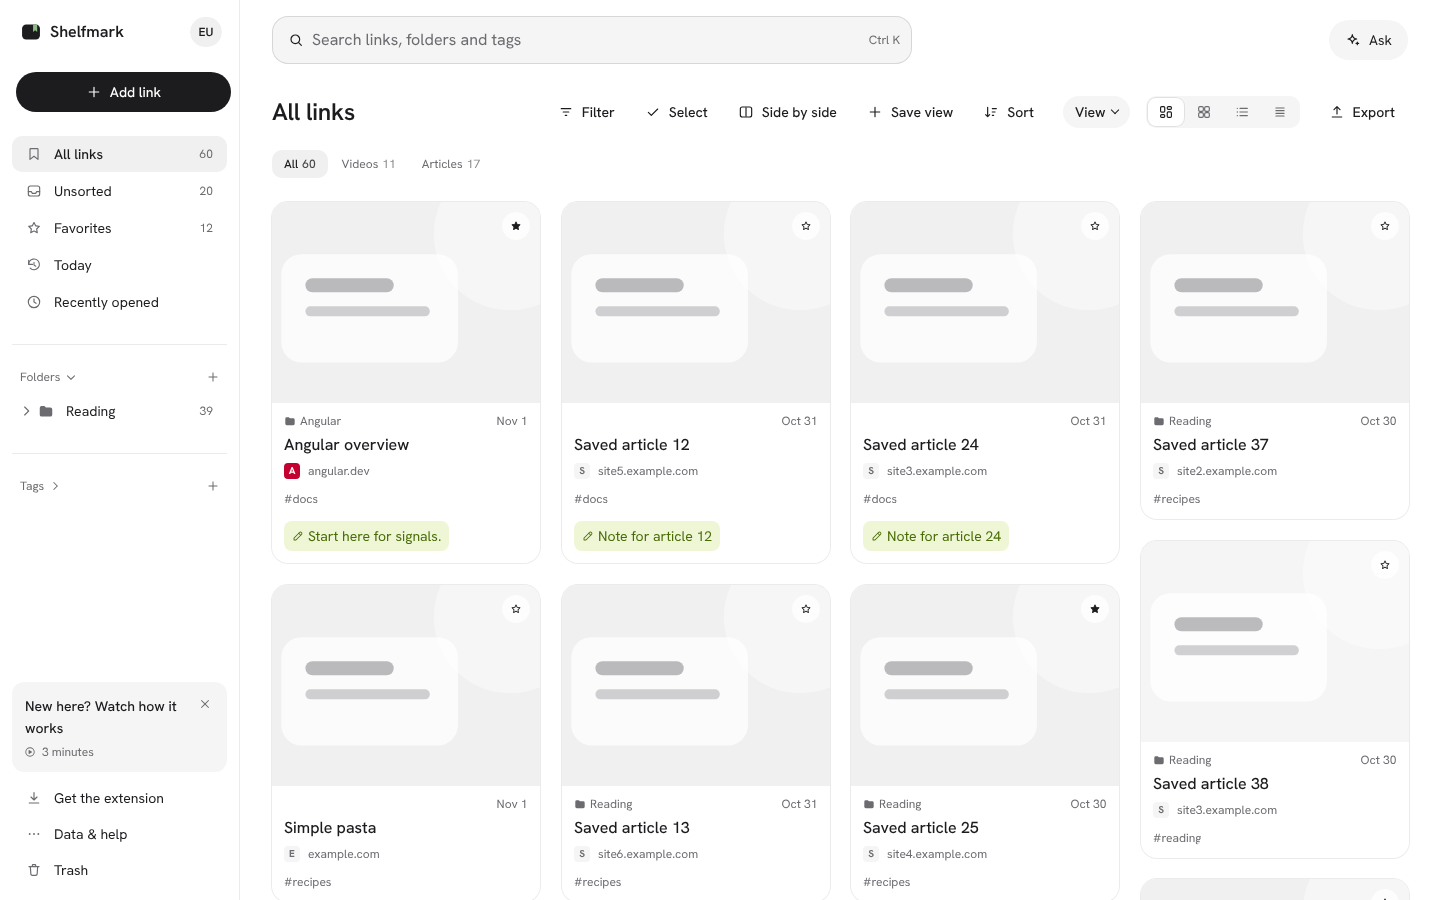 Shelfmark
EU
Add link
All links 60
Unsorted 20
Favorites 12
Today
Recently opened
Folders
Reading 39
Tags
New here? Watch how it
works
3 minutes
Get the extension
Data & help
Trash
Search links, folders and tags Ctrl K
Ask
All links
Filter Select Side by side Save view Sort View Export
All 60 Videos 11 Articles 17
Angular Nov 1
Angular overview
A angular.dev
#docs
Start here for signals.
Oct 31
Saved article 12
S site5.example.com
#docs
Note for article 12
Oct 31
Saved article 24
S site3.example.com
#docs
Note for article 24
Reading Oct 30
Saved article 37
S site2.example.com
#recipes
Nov 1
Simple pasta
E example.com
#recipes
Reading Oct 31
Saved article 13
S site6.example.com
#recipes
Reading Oct 30
Saved article 25
S site4.example.com
#recipes
Reading Oct 30
Saved article 38
S site3.example.com
#reading